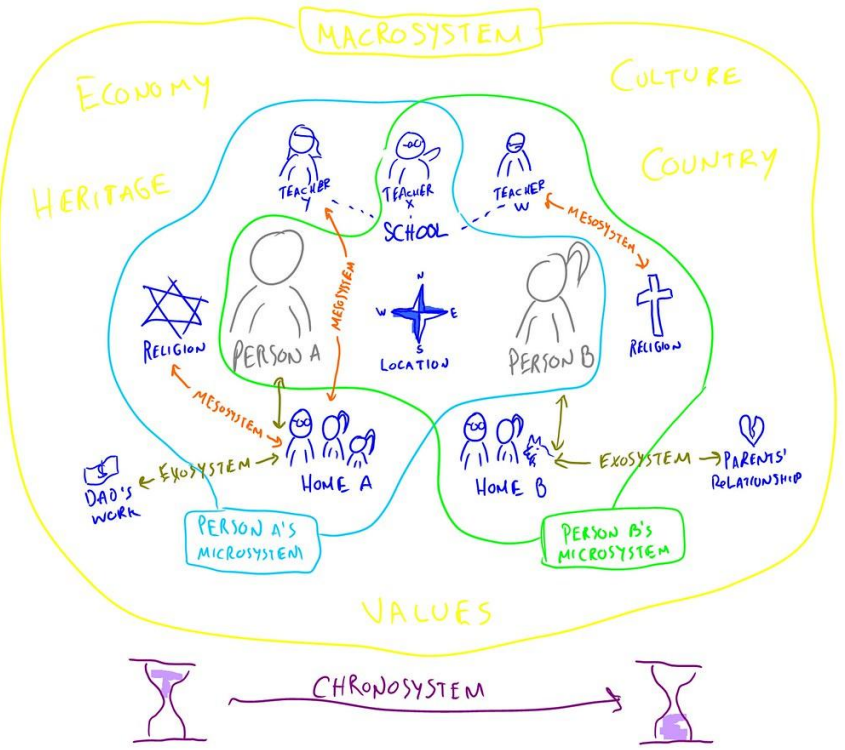 MACROSYSTEM
ECONOMY
CULTURE
HERITAGE
COUNTRY
TEACHER
Y
TEACHER
X
TEACHER
W
SCHOOL
MESOSYSTEM
MESOSYSTEM
N
W E
S
LOCATION
RELIGION
PERSON A
PERSON B
RELIGION
MESOSYSTEM
EXOSYSTEM
DAD'S
WORK
HOME A
HOME B
EXOSYSTEM
PARENTS'
RELATIONSHIP
PERSON A'S
MICROSYSTEM
PERSON B'S
MICROSYSTEM
VALUES
CHRONOSYSTEM